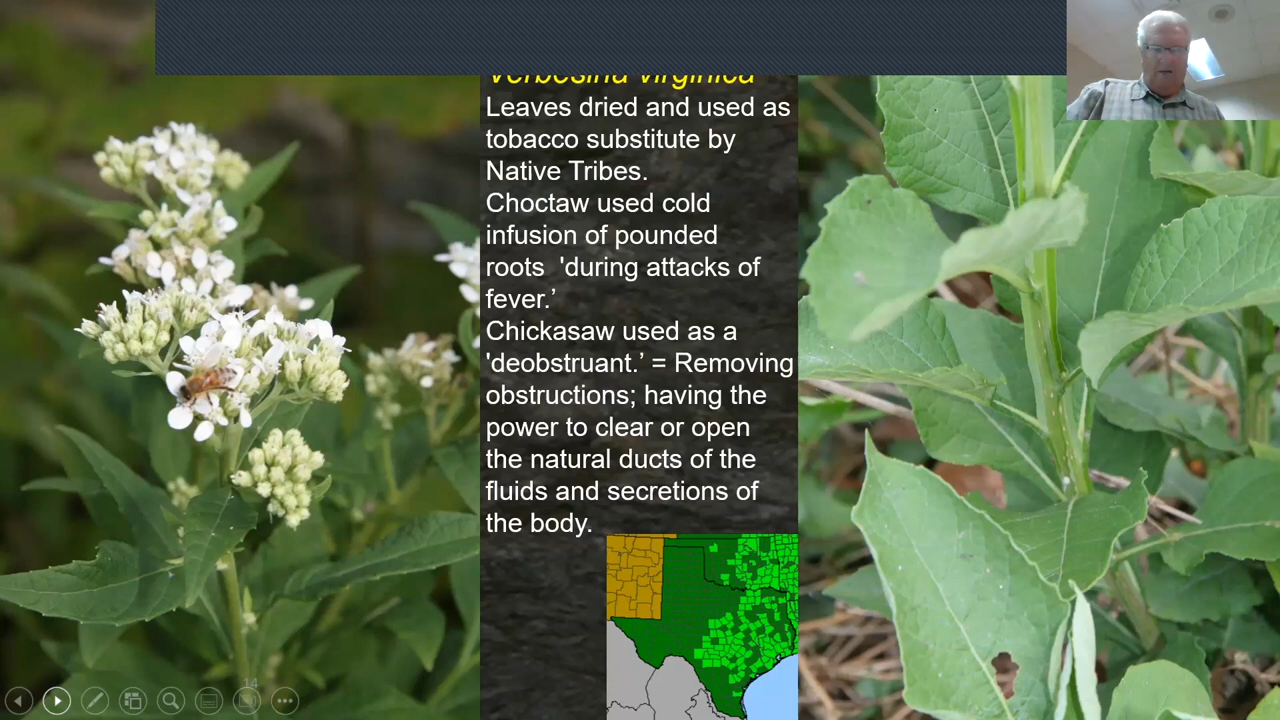 Verbesina virginica
Leaves dried and used as
tobacco substitute by
Native Tribes.
Choctaw used cold
infusion of pounded
roots  'during attacks of
fever.’
Chickasaw used as a
'deobstruant.’ = Removing
obstructions; having the
power to clear or open
the natural ducts of the
fluids and secretions of
the body.
14